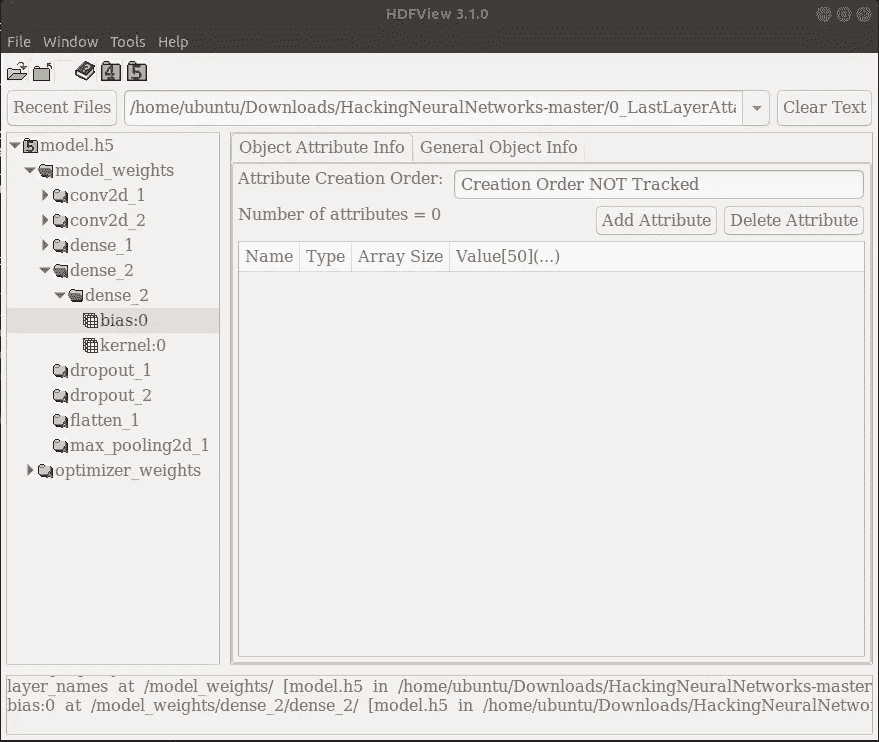 HDFView 3.1.0
File Window Tools Help
Recent Files /home/ubuntu/Downloads/HackingNeuralNetworks-master/0_LastLayerAtta Clear Text
model.h5
model_weights
conv2d_1
conv2d_2
dense_1
dense_2
dense_2
bias:0
kernel:0
dropout_1
dropout_2
flatten_1
max_pooling2d_1
optimizer_weights
Object Attribute Info General Object Info
Attribute Creation Order: Creation Order NOT Tracked
Number of attributes = 0 Add Attribute Delete Attribute
Name Type Array Size Value[50](...)
layer_names at /model_weights/ [model.h5 in /home/ubuntu/Downloads/HackingNeuralNetworks-master
bias:0 at /model_weights/dense_2/dense_2/ [model.h5 in /home/ubuntu/Downloads/HackingNeuralNetwo